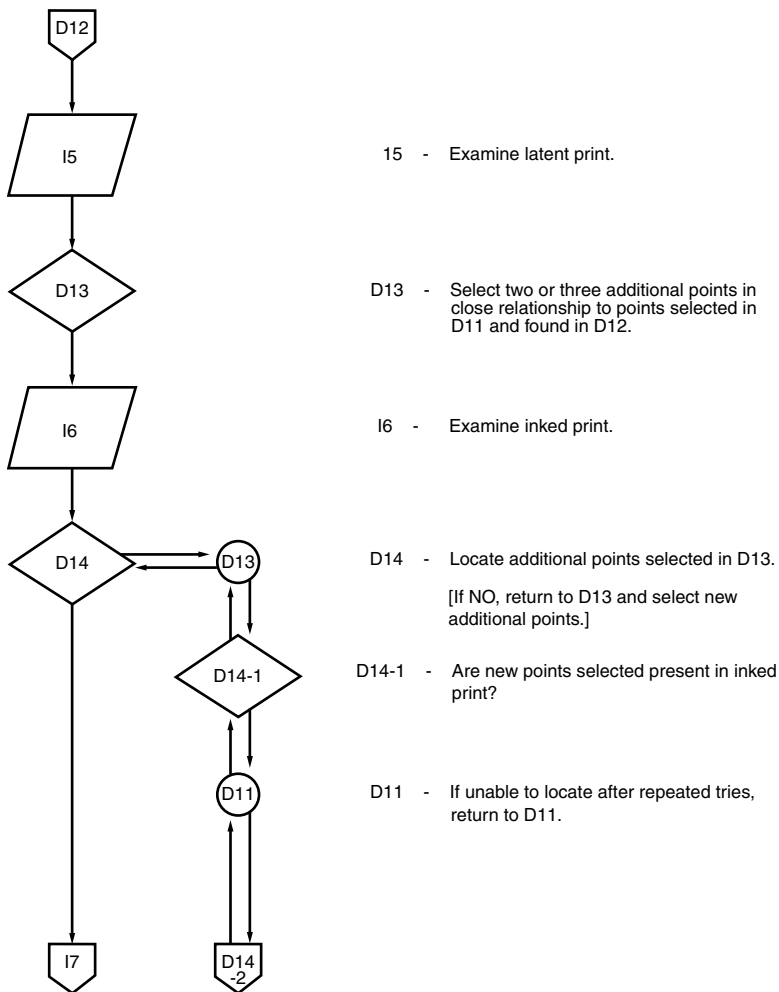 D12
I5
15 - Examine latent print.
D13
D13 - Select two or three additional points in
close relationship to points selected in
D11 and found in D12.
I6
I6 - Examine inked print.
D14
D13
D14 - Locate additional points selected in D13.
[If NO, return to D13 and select new
additional points.]
D14-1
D14-1 - Are new points selected present in inked
print?
D11
D11 - If unable to locate after repeated tries,
return to D11.
I7
D14
-2